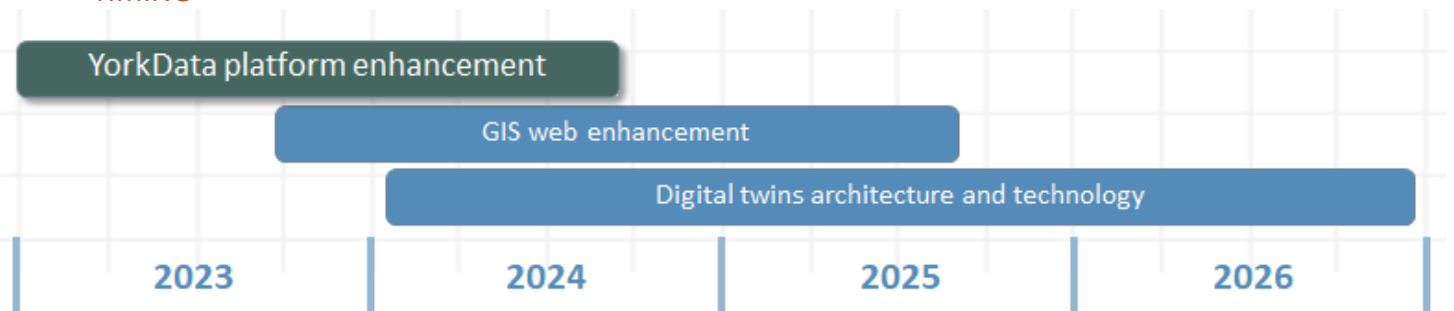 YorkData platform enhancement
GIS web enhancement
Digital twins architecture and technology
2023 2024 2025 2026